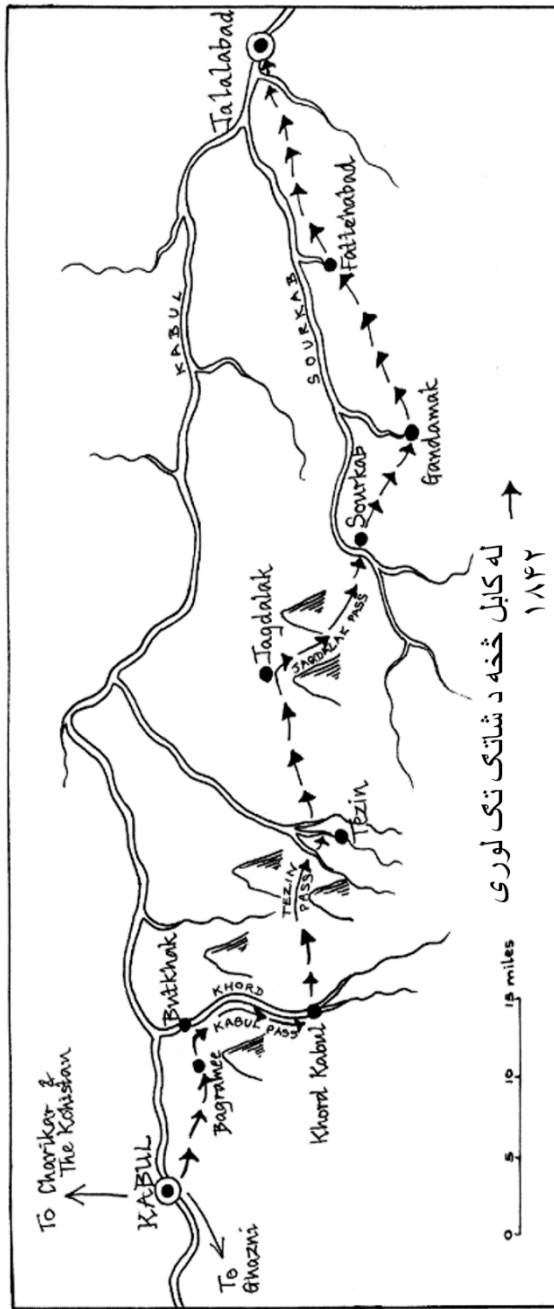 To Charikar &
The Kohistan
KABUL
To
Ghazni
Bagramee
Butkhak
KHORD
KABUL PASS
Khord Kabul
TEZIN
PASS
Tezin
Jagdalak
JAGDALAK PASS
Sourkab
Gandamak
Fattehabad
SOURKAB
KABUL
Jalalabad
0 5 10 15 miles
له کابل څخه د شاتګ تګ لوری
۱۸۴۲